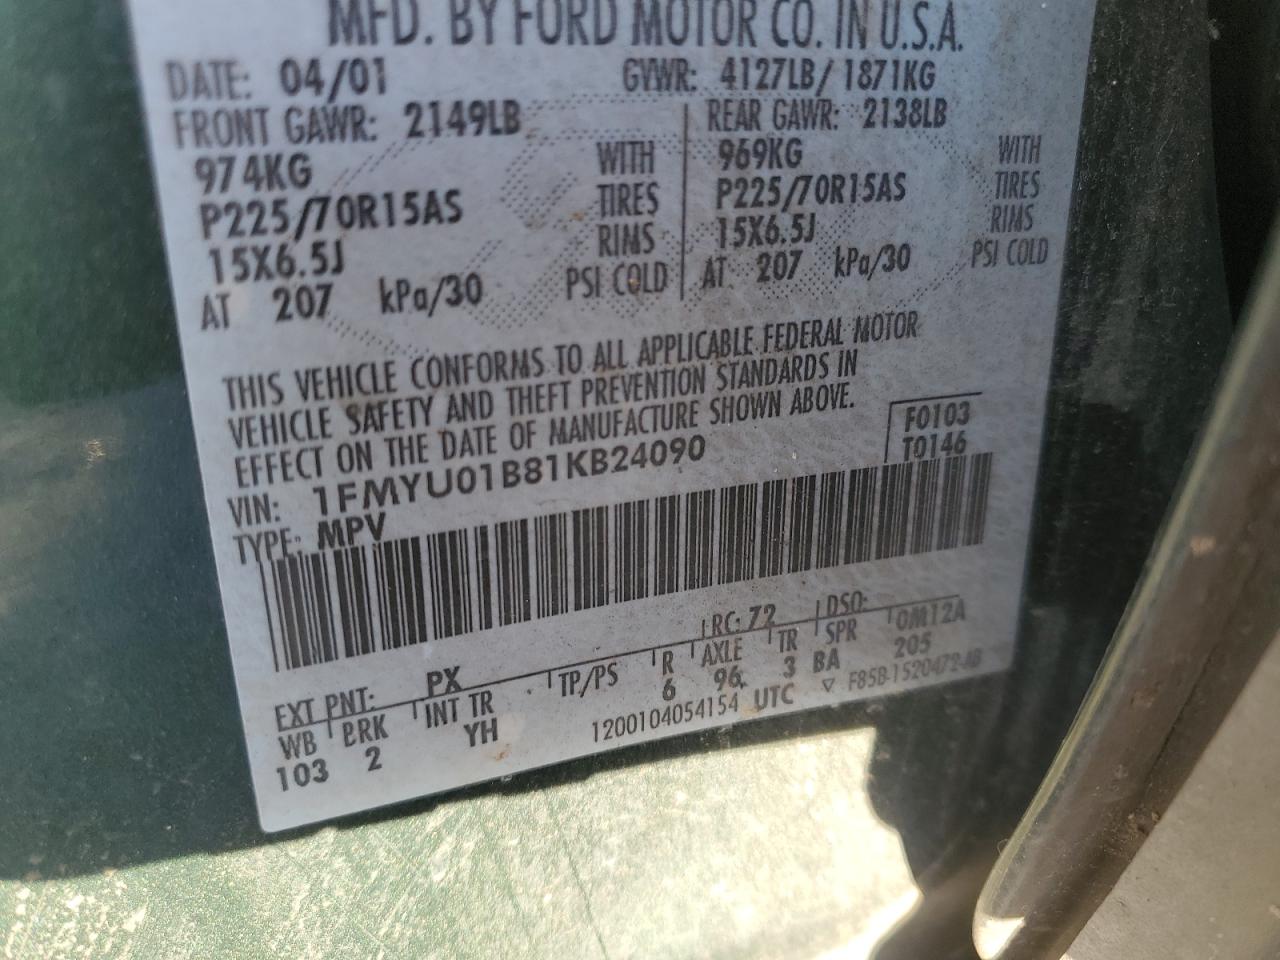 MFD. BY FORD MOTOR CO. IN U.S.A.
DATE: 04/01 GVWR: 4127LB/ 1871KG
FRONT GAWR: 2149LB REAR GAWR: 2138LB
974KG WITH 969KG WITH
P225/70R15AS TIRES P225/70R15AS TIRES
15X6.5J RIMS 15X6.5J RIMS
AT 207 kPa/30 PSI COLD AT 207 kPa/30 PSI COLD
THIS VEHICLE CONFORMS TO ALL APPLICABLE FEDERAL MOTOR
VEHICLE SAFETY AND THEFT PREVENTION STANDARDS IN
EFFECT ON THE DATE OF MANUFACTURE SHOWN ABOVE.
VIN: 1FMYU01B81KB24090 F0103
TYPE: MPV T0146
EXT PNT: PX RC: 72 DSO:
WB BRK INT TR TP/PS R AXLE TR SPR 0M12A
103 2 YH 6 96 3 BA 205
1200104054154 UTC ▽ F85B-1520472-AB